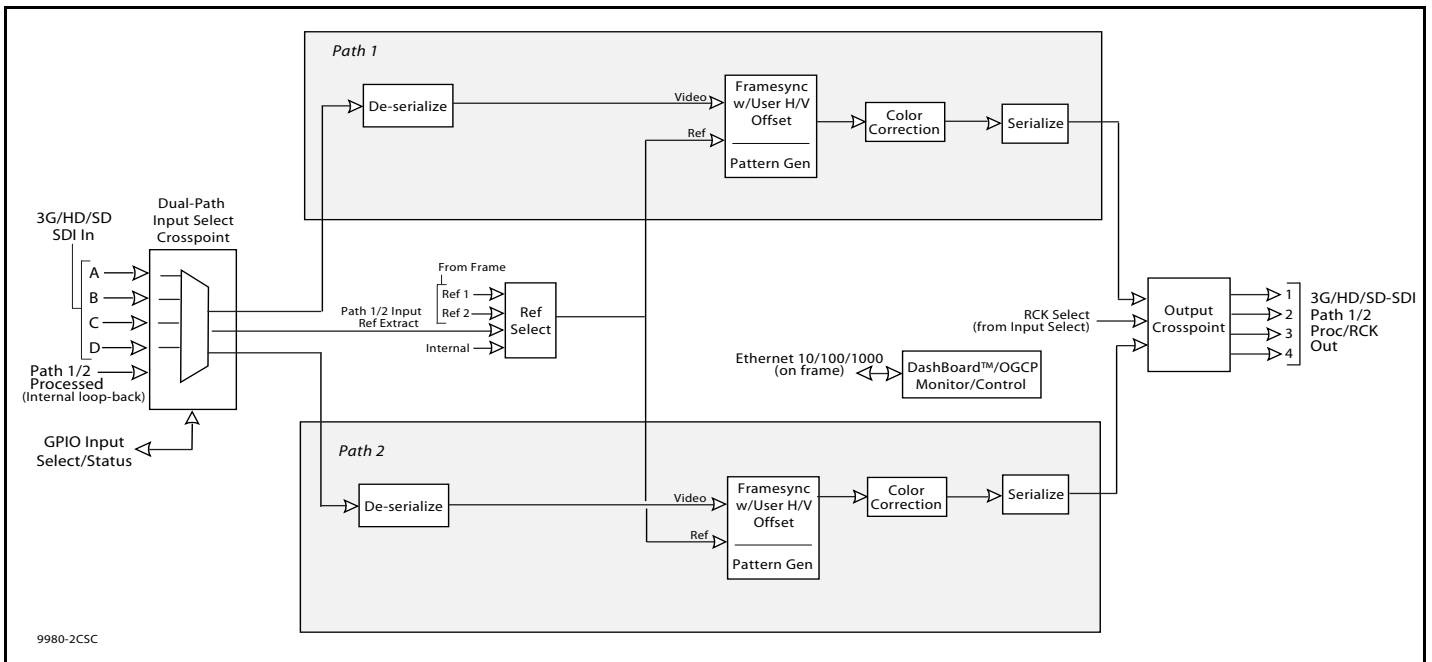 Path 1
De-serialize
Video
Ref
Framesync
w/User H/V
Offset
Pattern Gen
Color
Correction
Serialize
3G/HD/SD
SDI In
Dual-Path
Input Select
Crosspoint
A
B
C
D
Path 1/2
Processed
(Internal loop-back)
GPIO Input
Select/Status
From Frame
Ref 1
Ref 2
Path 1/2 Input
Ref Extract
Internal
Ref
Select
Ethernet 10/100/1000
(on frame)
DashBoard™/OGCP
Monitor/Control
RCK Select
(from Input Select)
Output
Crosspoint
1
2
3
4
3G/HD/SD-SDI
Path 1/2
Proc/RCK
Out
Path 2
De-serialize
Video
Ref
Framesync
w/User H/V
Offset
Pattern Gen
Color
Correction
Serialize
9980-2CSC